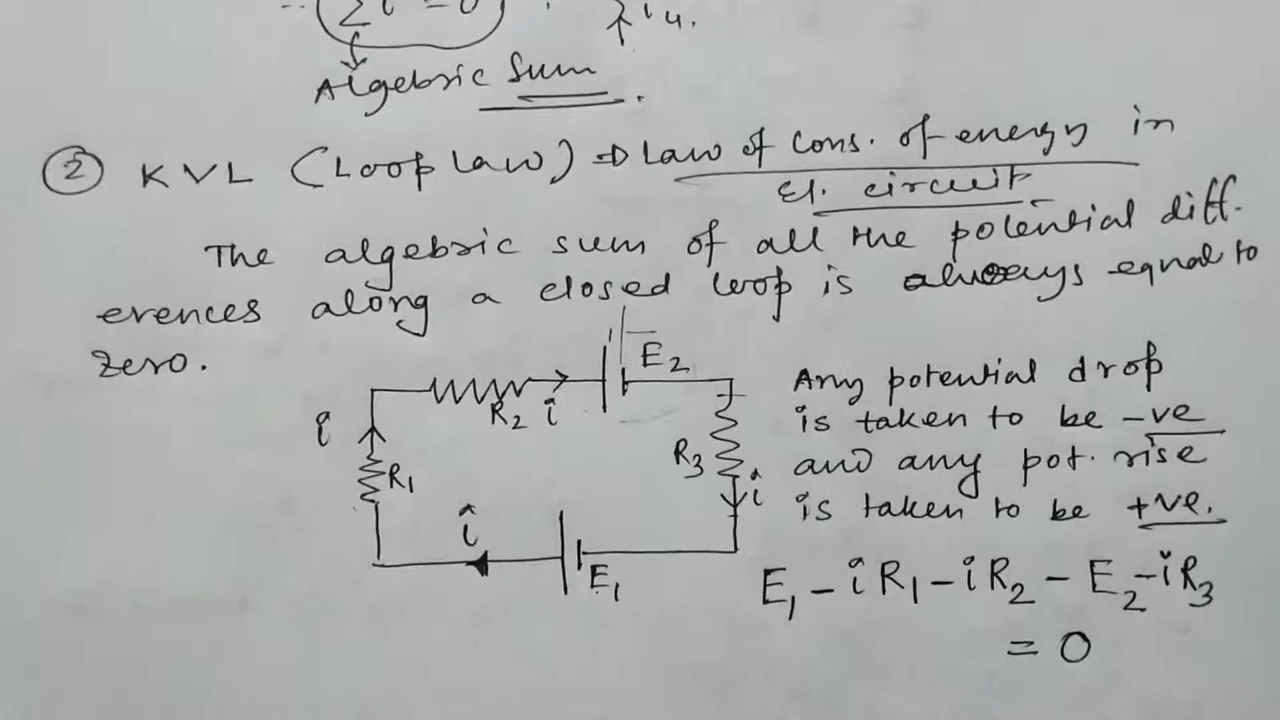 Σi = 0
i4.
Algebric Sum
② KVL (Loop law) ⇒ Law of Cons. of energy in
El. circuit
The algebric sum of all the potential diff-
erences along a closed loop is always equal to
zero.
E2
R2 i
i
R1
R3
i
i
E1
Any potential drop
is taken to be -ve
and any pot. rise
is taken to be +ve.
E1 - iR1 - iR2 - E2 - iR3
= 0